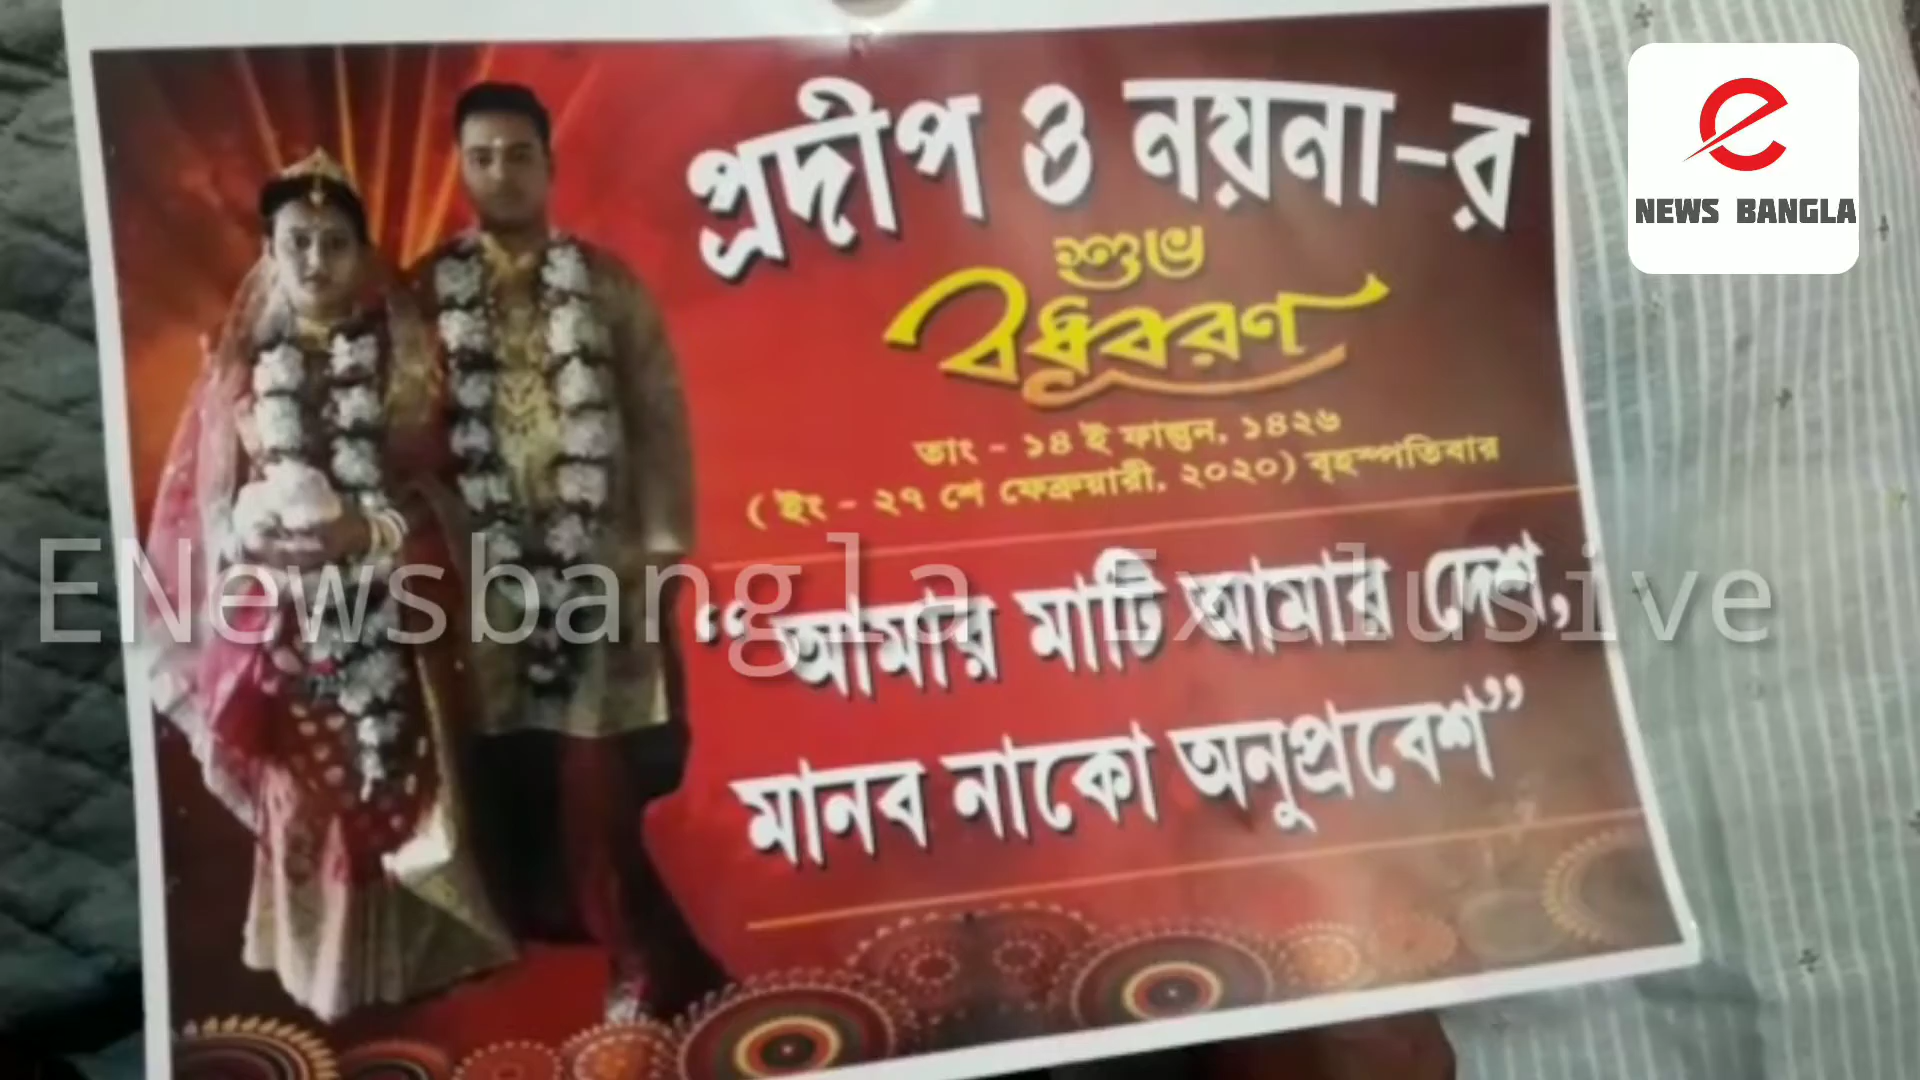 প্রদীপ ও নয়না-র
শুভ
বধূবরণ
তাং - ১৪ ই ফাল্গুন, ১৪২৬
( ইং - ২৭ শে ফেব্রুয়ারী, ২০২০) বৃহস্পতিবার
“আমার মাটি আমার দেশ,
মানব নাকো অনুপ্রবেশ”
e
NEWS BANGLA
ENewsbangla Exclusive